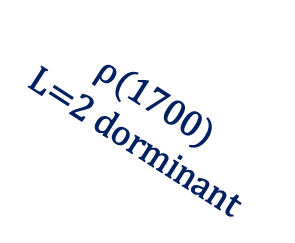 ρ(1700)
L=2 dorminant